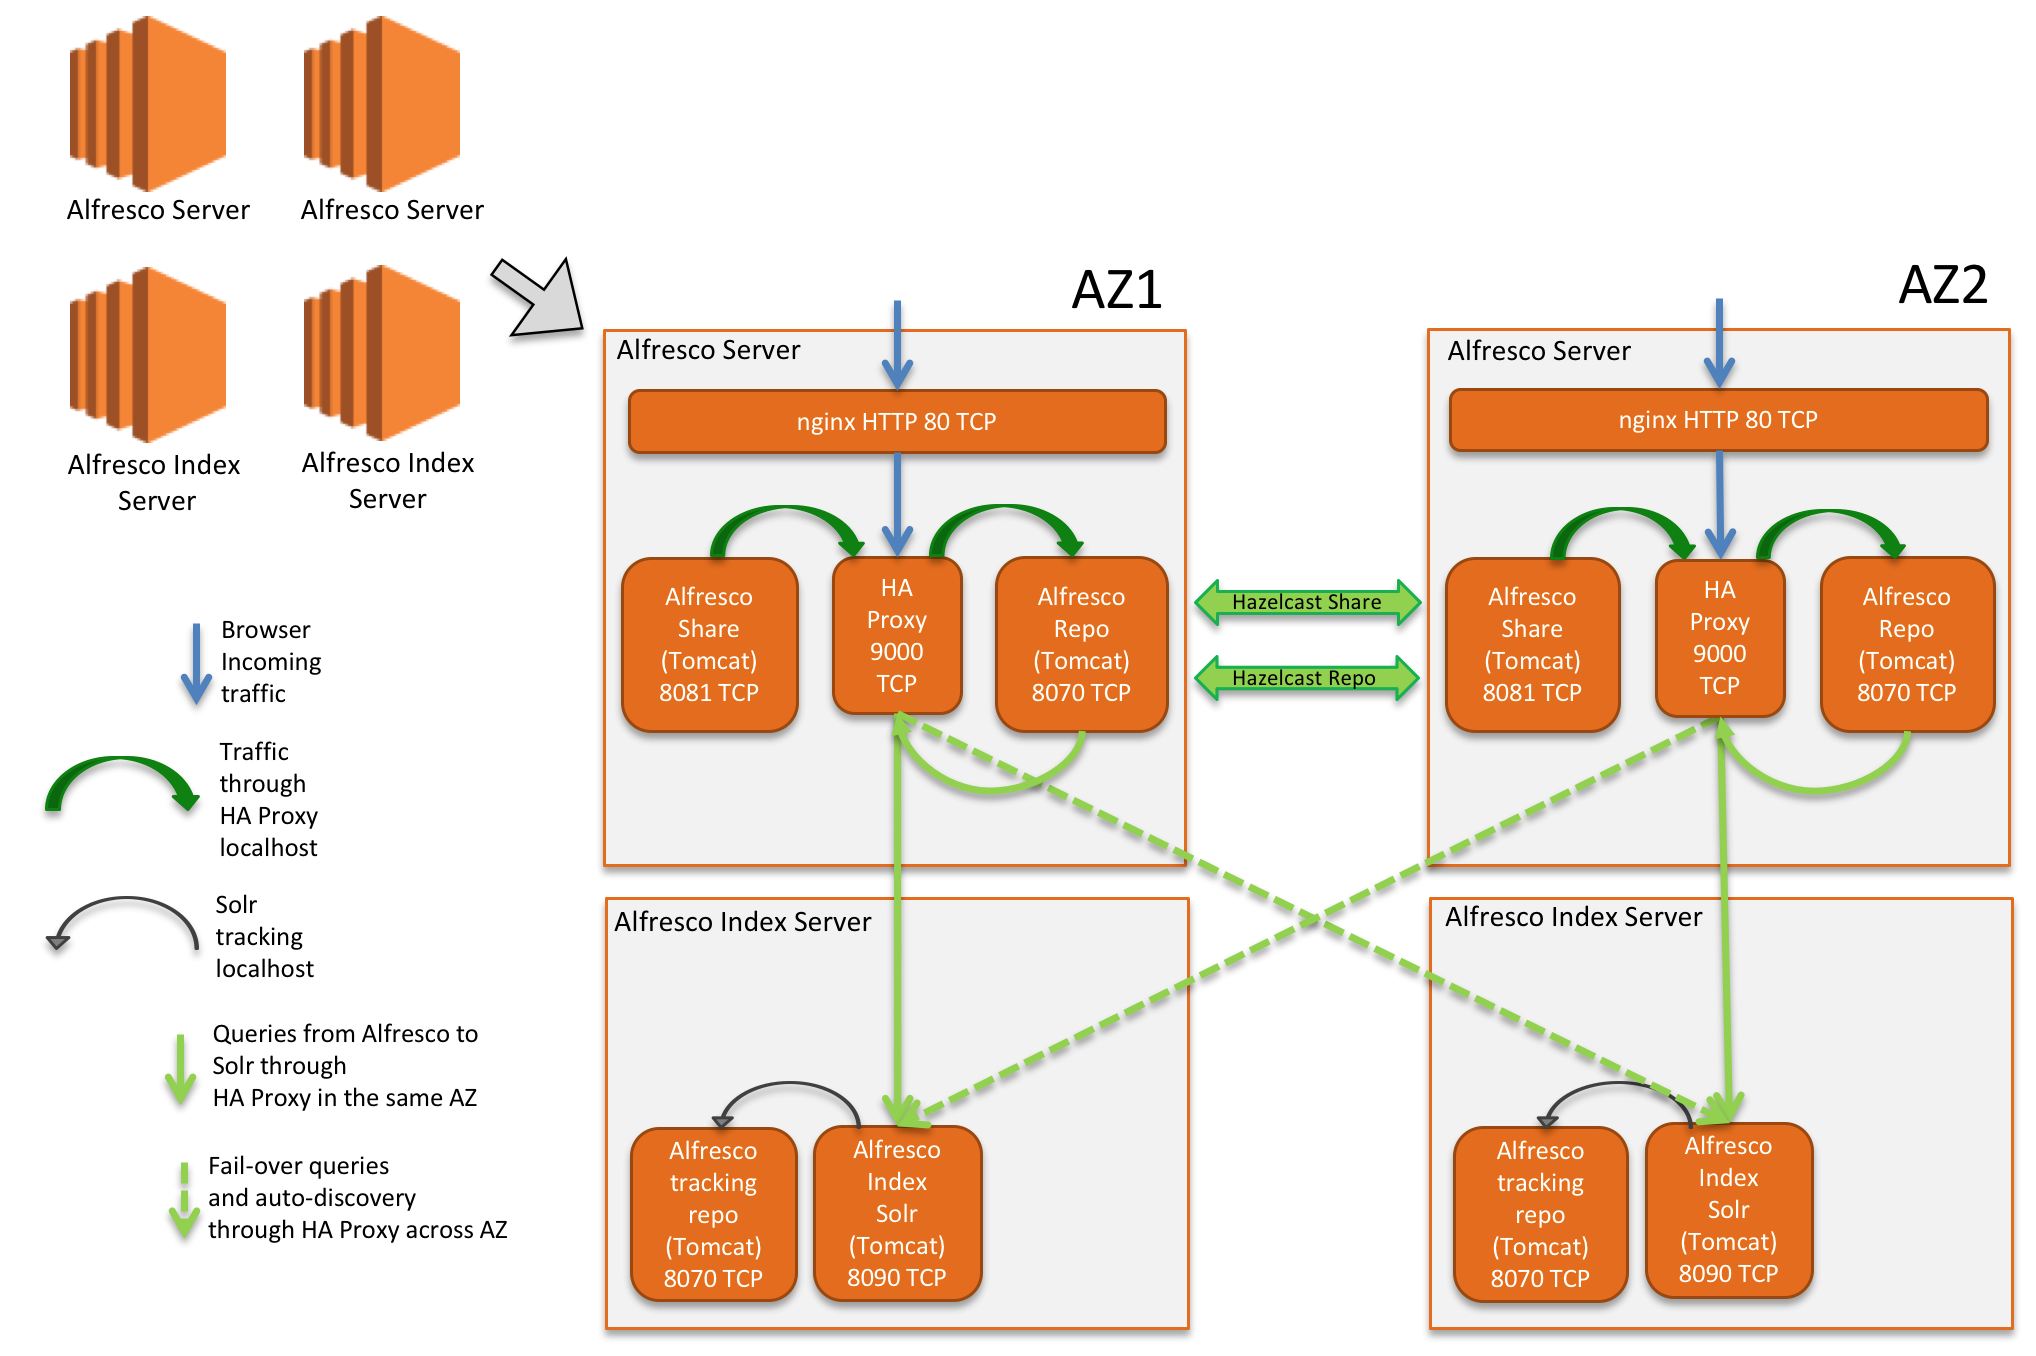 Alfresco Server
Alfresco Server
Alfresco Index
Server
Alfresco Index
Server
Browser
Incoming
traffic
Traffic
through
HA Proxy
localhost
Solr
tracking
localhost
Queries from Alfresco to
Solr through
HA Proxy in the same AZ
Fail-over queries
and auto-discovery
through HA Proxy across AZ
AZ1
Alfresco Server
nginx HTTP 80 TCP
Alfresco
Share
(Tomcat)
8081 TCP
HA
Proxy
9000
TCP
Alfresco
Repo
(Tomcat)
8070 TCP
Hazelcast Share
Hazelcast Repo
AZ2
Alfresco Server
nginx HTTP 80 TCP
Alfresco
Share
(Tomcat)
8081 TCP
HA
Proxy
9000
TCP
Alfresco
Repo
(Tomcat)
8070 TCP
Alfresco Index Server
Alfresco
tracking
repo
(Tomcat)
8070 TCP
Alfresco
Index
Solr
(Tomcat)
8090 TCP
Alfresco Index Server
Alfresco
tracking
repo
(Tomcat)
8070 TCP
Alfresco
Index
Solr
(Tomcat)
8090 TCP